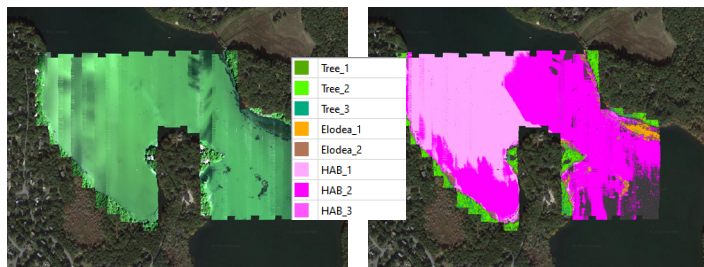 Tree_1
Tree_2
Tree_3
Elodea_1
Elodea_2
HAB_1
HAB_2
HAB_3